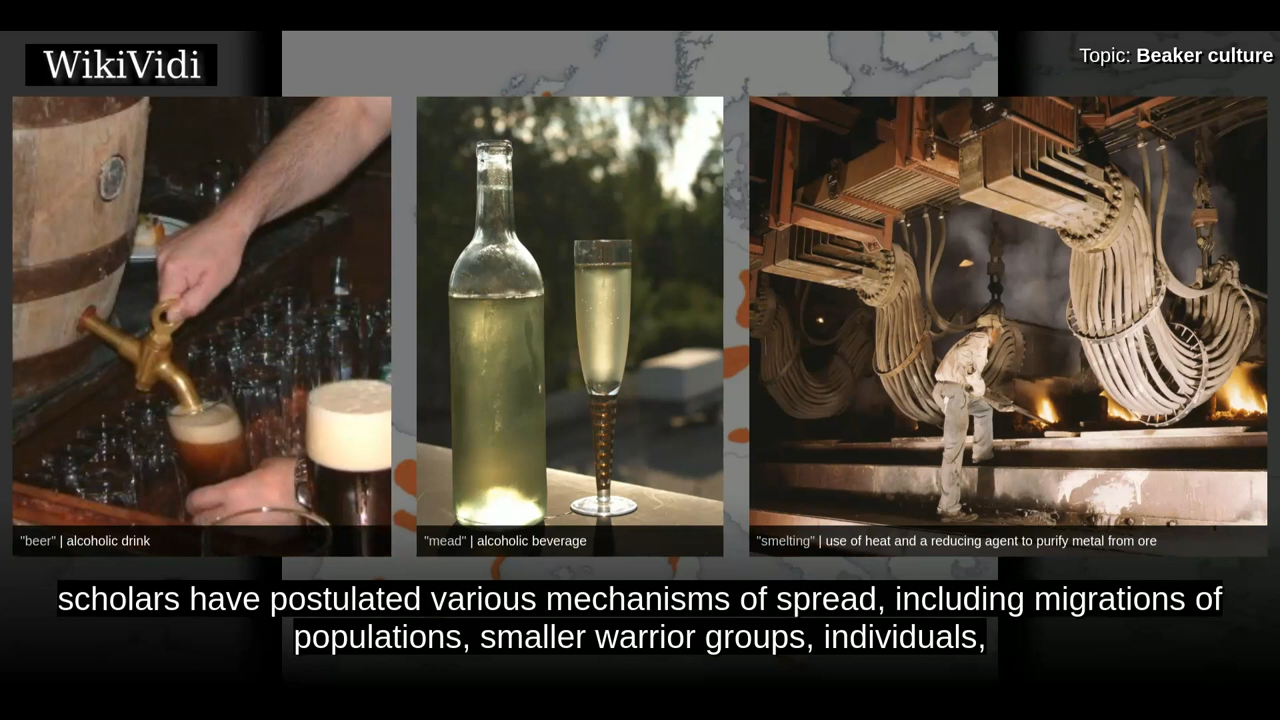 WikiVidi
Topic: Beaker culture
"beer" | alcoholic drink
"mead" | alcoholic beverage
"smelting" | use of heat and a reducing agent to purify metal from ore
scholars have postulated various mechanisms of spread, including migrations of
populations, smaller warrior groups, individuals,